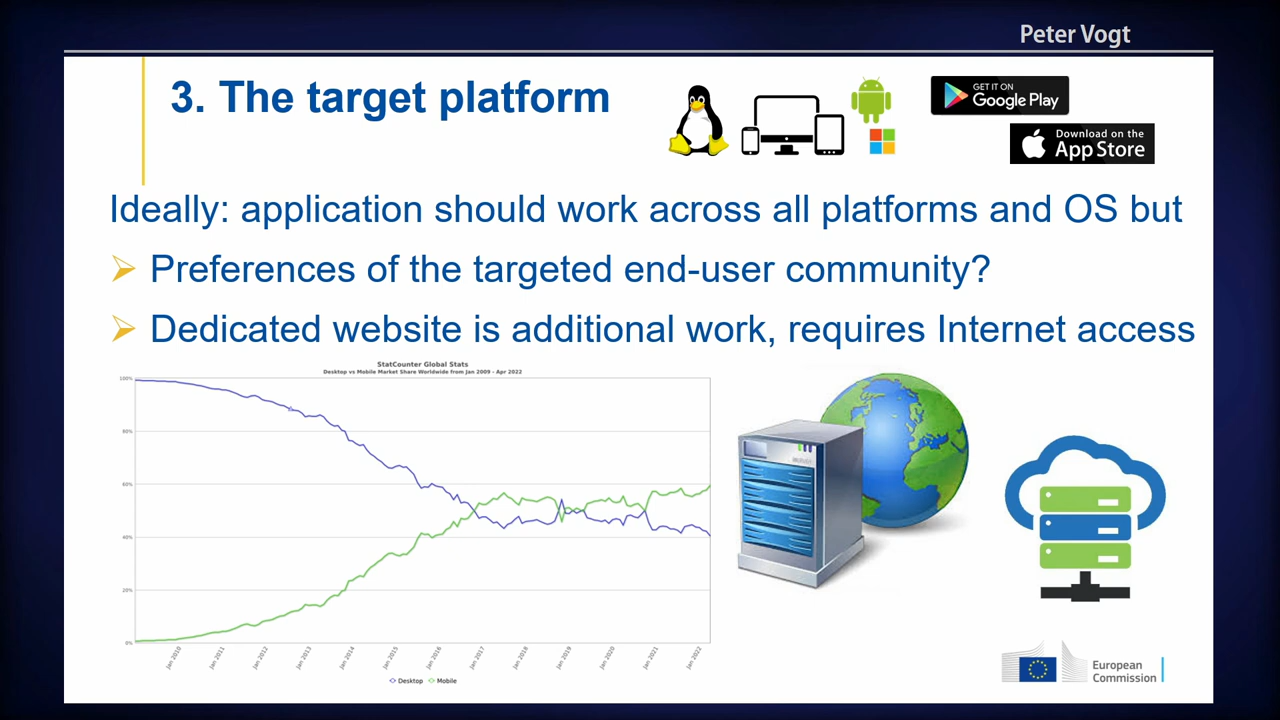 Peter Vogt
3. The target platform
GET IT ON
Google Play
Download on the
App Store
Ideally: application should work across all platforms and OS but
Preferences of the targeted end-user community?
Dedicated website is additional work, requires Internet access
StatCounter Global Stats
Desktop vs Mobile Market Share Worldwide from Jan 2009 - Apr 2022
100%
80%
60%
40%
20%
0%
Jan 2010
Jan 2011
Jan 2012
Jan 2013
Jan 2014
Jan 2015
Jan 2016
Jan 2017
Jan 2018
Jan 2019
Jan 2020
Jan 2021
Jan 2022
Desktop Mobile
European
Commission